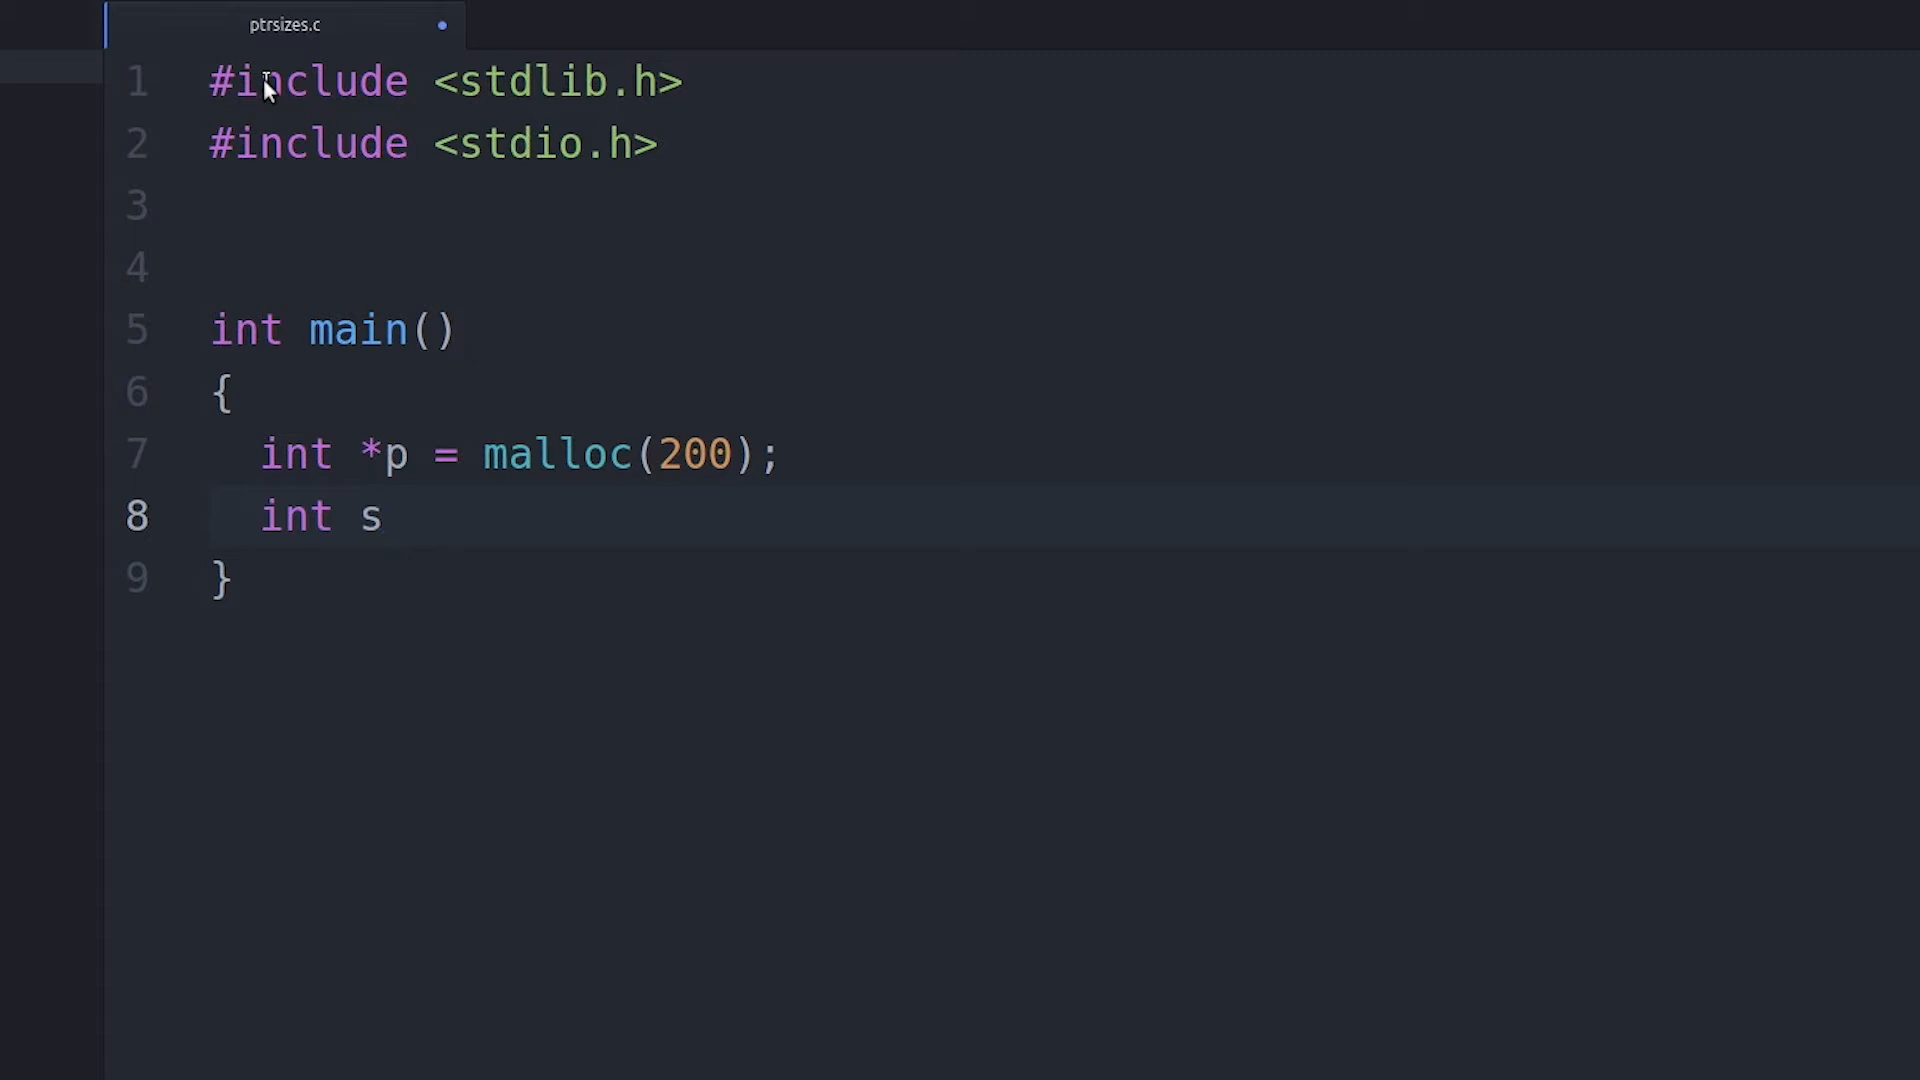 ptrsizes.c
1 #include <stdlib.h>
2 #include <stdio.h>
3
4
5 int main()
6 {
7   int *p = malloc(200);
8   int s
9 }